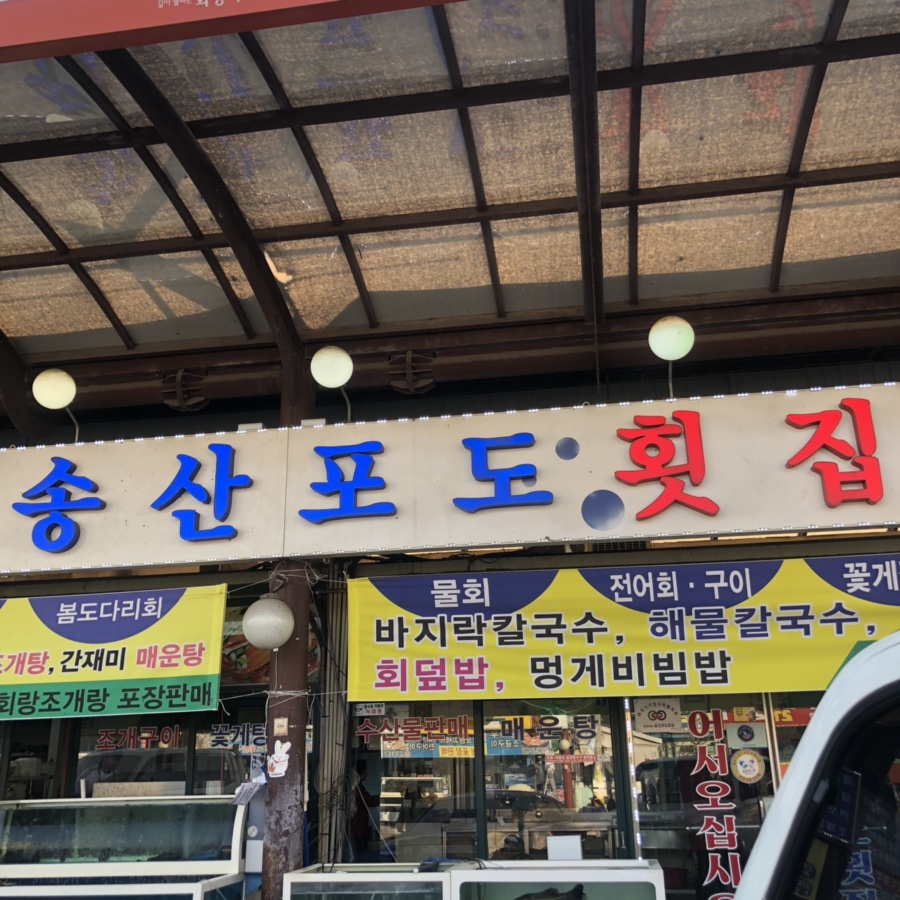 송산포도횟집
봄도다리회
조개탕, 간재미 매운탕
회랑조개랑 포장판매
물회
전어회 · 구이
꽃게
바지락칼국수, 해물칼국수,
회덮밥, 멍게비빔밥
조개구이
꽃게탕
수산물판매
매운탕
어서오십시